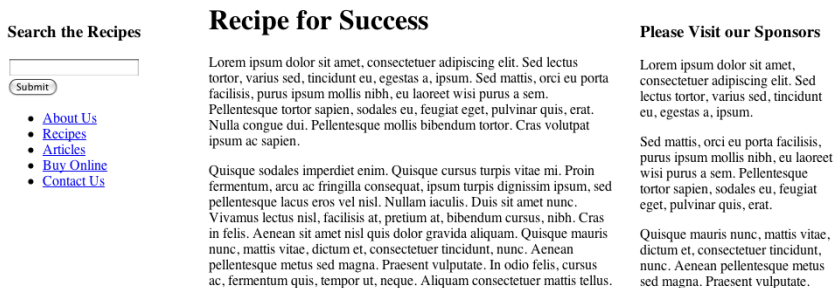 Search the Recipes
Submit
About Us
Recipes
Articles
Buy Online
Contact Us
Recipe for Success
Lorem ipsum dolor sit amet, consectetuer adipiscing elit. Sed lectus
tortor, varius sed, tincidunt eu, egestas a, ipsum. Sed mattis, orci eu porta
facilisis, purus ipsum mollis nibh, eu laoreet wisi purus a sem.
Pellentesque tortor sapien, sodales eu, feugiat eget, pulvinar quis, erat.
Nulla congue dui. Pellentesque mollis bibendum tortor. Cras volutpat
ipsum ac sapien.
Quisque sodales imperdiet enim. Quisque cursus turpis vitae mi. Proin
fermentum, arcu ac fringilla consequat, ipsum turpis dignissim ipsum, sed
pellentesque lacus eros vel nisl. Nullam iaculis. Duis sit amet nunc.
Vivamus lectus nisl, facilisis at, pretium at, bibendum cursus, nibh. Cras
in felis. Aenean sit amet nisl quis dolor gravida aliquam. Quisque mauris
nunc, mattis vitae, dictum et, consectetuer tincidunt, nunc. Aenean
pellentesque metus sed magna. Praesent vulputate. In odio felis, cursus
ac, fermentum quis, tempor ut, neque. Aliquam consectetuer mattis tellus.
Please Visit our Sponsors
Lorem ipsum dolor sit amet,
consectetuer adipiscing elit. Sed
lectus tortor, varius sed, tincidunt
eu, egestas a, ipsum.
Sed mattis, orci eu porta facilisis,
purus ipsum mollis nibh, eu laoreet
wisi purus a sem. Pellentesque
tortor sapien, sodales eu, feugiat
eget, pulvinar quis, erat.
Quisque mauris nunc, mattis vitae,
dictum et, consectetuer tincidunt,
nunc. Aenean pellentesque metus
sed magna. Praesent vulputate.